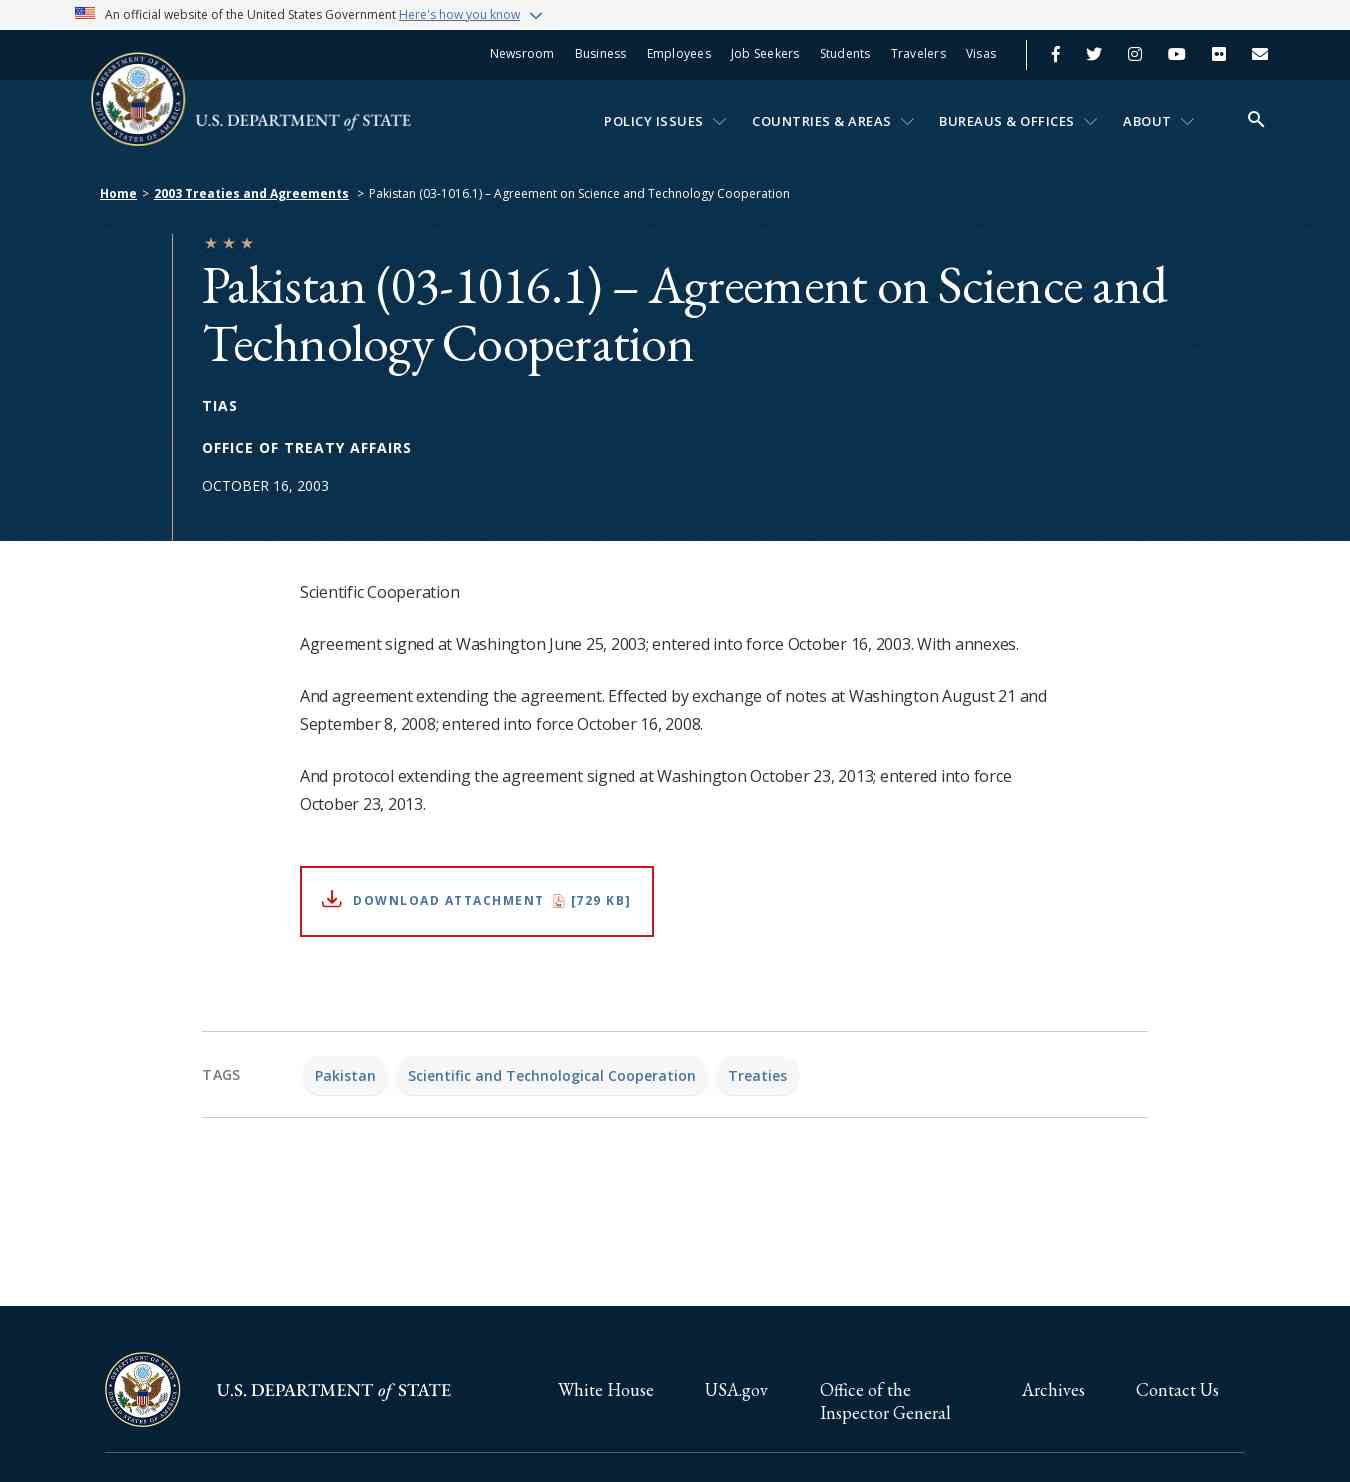 An official website of the United States Government Here's how you know
Newsroom Business Employees Job Seekers Students Travelers Visas
U.S. DEPARTMENT of STATE
POLICY ISSUES COUNTRIES & AREAS BUREAUS & OFFICES ABOUT
Home > 2003 Treaties and Agreements > Pakistan (03-1016.1) – Agreement on Science and Technology Cooperation
Pakistan (03-1016.1) – Agreement on Science and
Technology Cooperation
TIAS
OFFICE OF TREATY AFFAIRS
OCTOBER 16, 2003
Scientific Cooperation
Agreement signed at Washington June 25, 2003; entered into force October 16, 2003. With annexes.
And agreement extending the agreement. Effected by exchange of notes at Washington August 21 and
September 8, 2008; entered into force October 16, 2008.
And protocol extending the agreement signed at Washington October 23, 2013; entered into force
October 23, 2013.
DOWNLOAD ATTACHMENT [729 KB]
TAGS Pakistan Scientific and Technological Cooperation Treaties
DEPARTMENT OF STATE
UNITED STATES OF AMERICA
U.S. DEPARTMENT of STATE
White House USA.gov Office of the Archives Contact Us
Inspector General